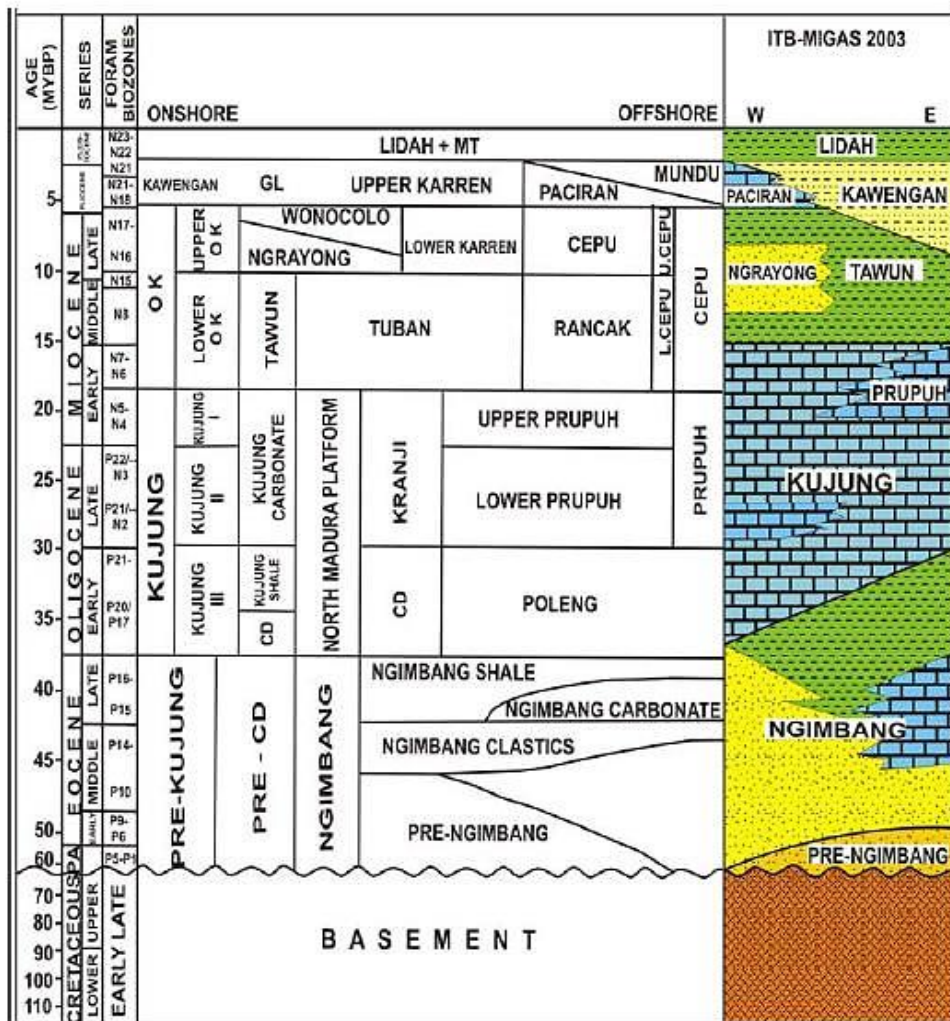 AGE (MYBP)
SERIES
FORAM BIOZONES
ONSHORE
OFFSHORE
ITB-MIGAS 2003
W
E
N23-
N22
LIDAH + MT
LIDAH
N21
PLIOCENE
5
N21-
N18
KAWENGAN
GL
UPPER KARREN
PACIRAN
MUNDU
PACIRAN
KAWENGAN
MIOCENE
LATE
N17-
N16
OK
UPPER OK
WONOCOLO
NGRAYONG
LOWER KARREN
CEPU
U.CEPU
CEPU
NGRAYONG
TAWUN
10
MIDDLE
N15
N8
15
LOWER OK
TAWUN
TUBAN
RANCAK
L.CEPU
EARLY
N7-
N6
20
N5-
N4
KUJUNG
KUJUNG I
KUJUNG CARBONATE
NORTH MADURA PLATFORM
KRANJI
UPPER PRUPUH
PRUPUH
PRUPUH
OLIGOCENE
LATE
P22/-
N3
25
KUJUNG II
LOWER PRUPUH
KUJUNG
P21/-
N2
30
EARLY
P21-
P20/
P17
35
KUJUNG III
KUJUNG SHALE
CD
CD
POLENG
EOCENE
LATE
P16-
P15
40
PRE-KUJUNG
PRE - CD
NGIMBANG
NGIMBANG SHALE
NGIMBANG CARBONATE
NGIMBANG
MIDDLE
P14-
P10
45
NGIMBANG CLASTICS
EARLY
P9-
P6
50
PRE-NGIMBANG
PRE-NGIMBANG
PA
P5-P1
60
CRETACEOUS
UPPER
LOWER
EARLY LATE
70
80
90
100
110
BASEMENT